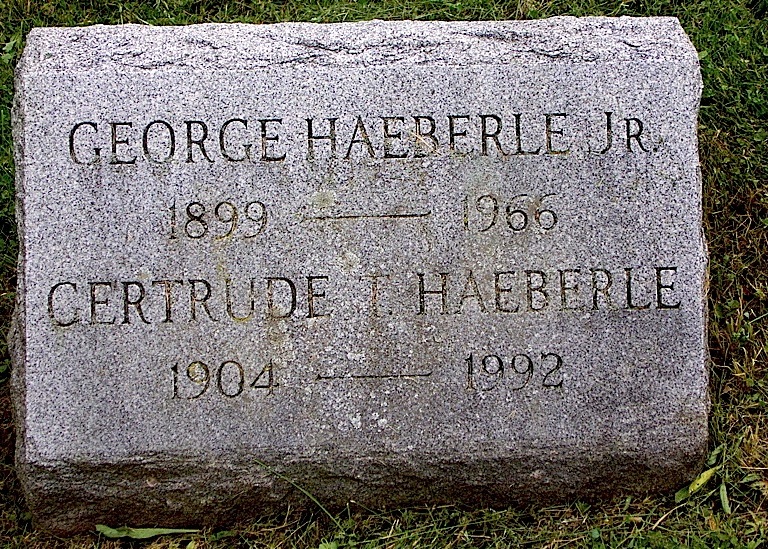 GEORGE HAEBERLE JR.
1899 — 1966
GERTRUDE T. HAEBERLE
1904 — 1992